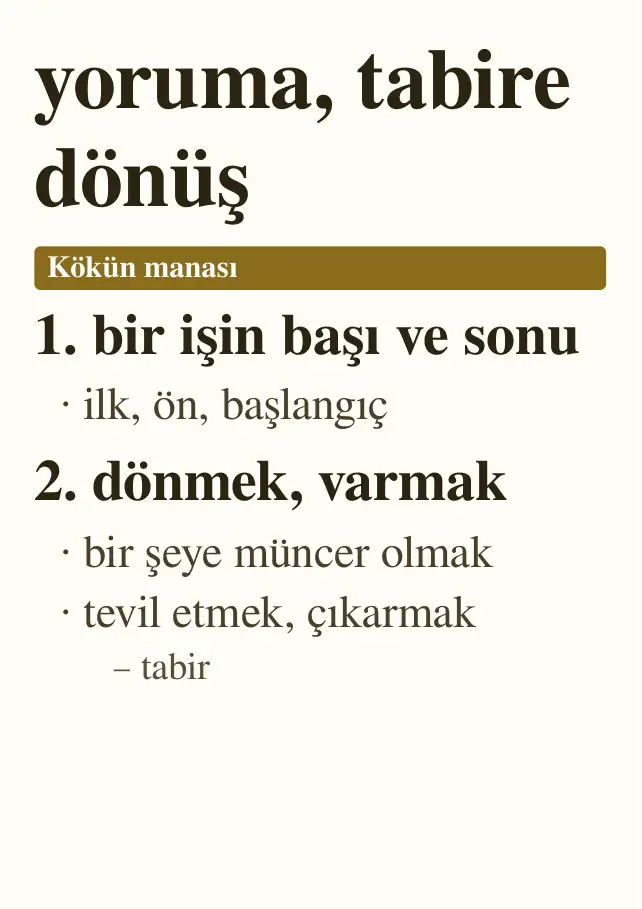 yoruma, tabire
dönüş
Kökün manası
1. bir işin başı ve sonu
· ilk, ön, başlangıç
2. dönmek, varmak
· bir şeye müncer olmak
· tevil etmek, çıkarmak
– tabir